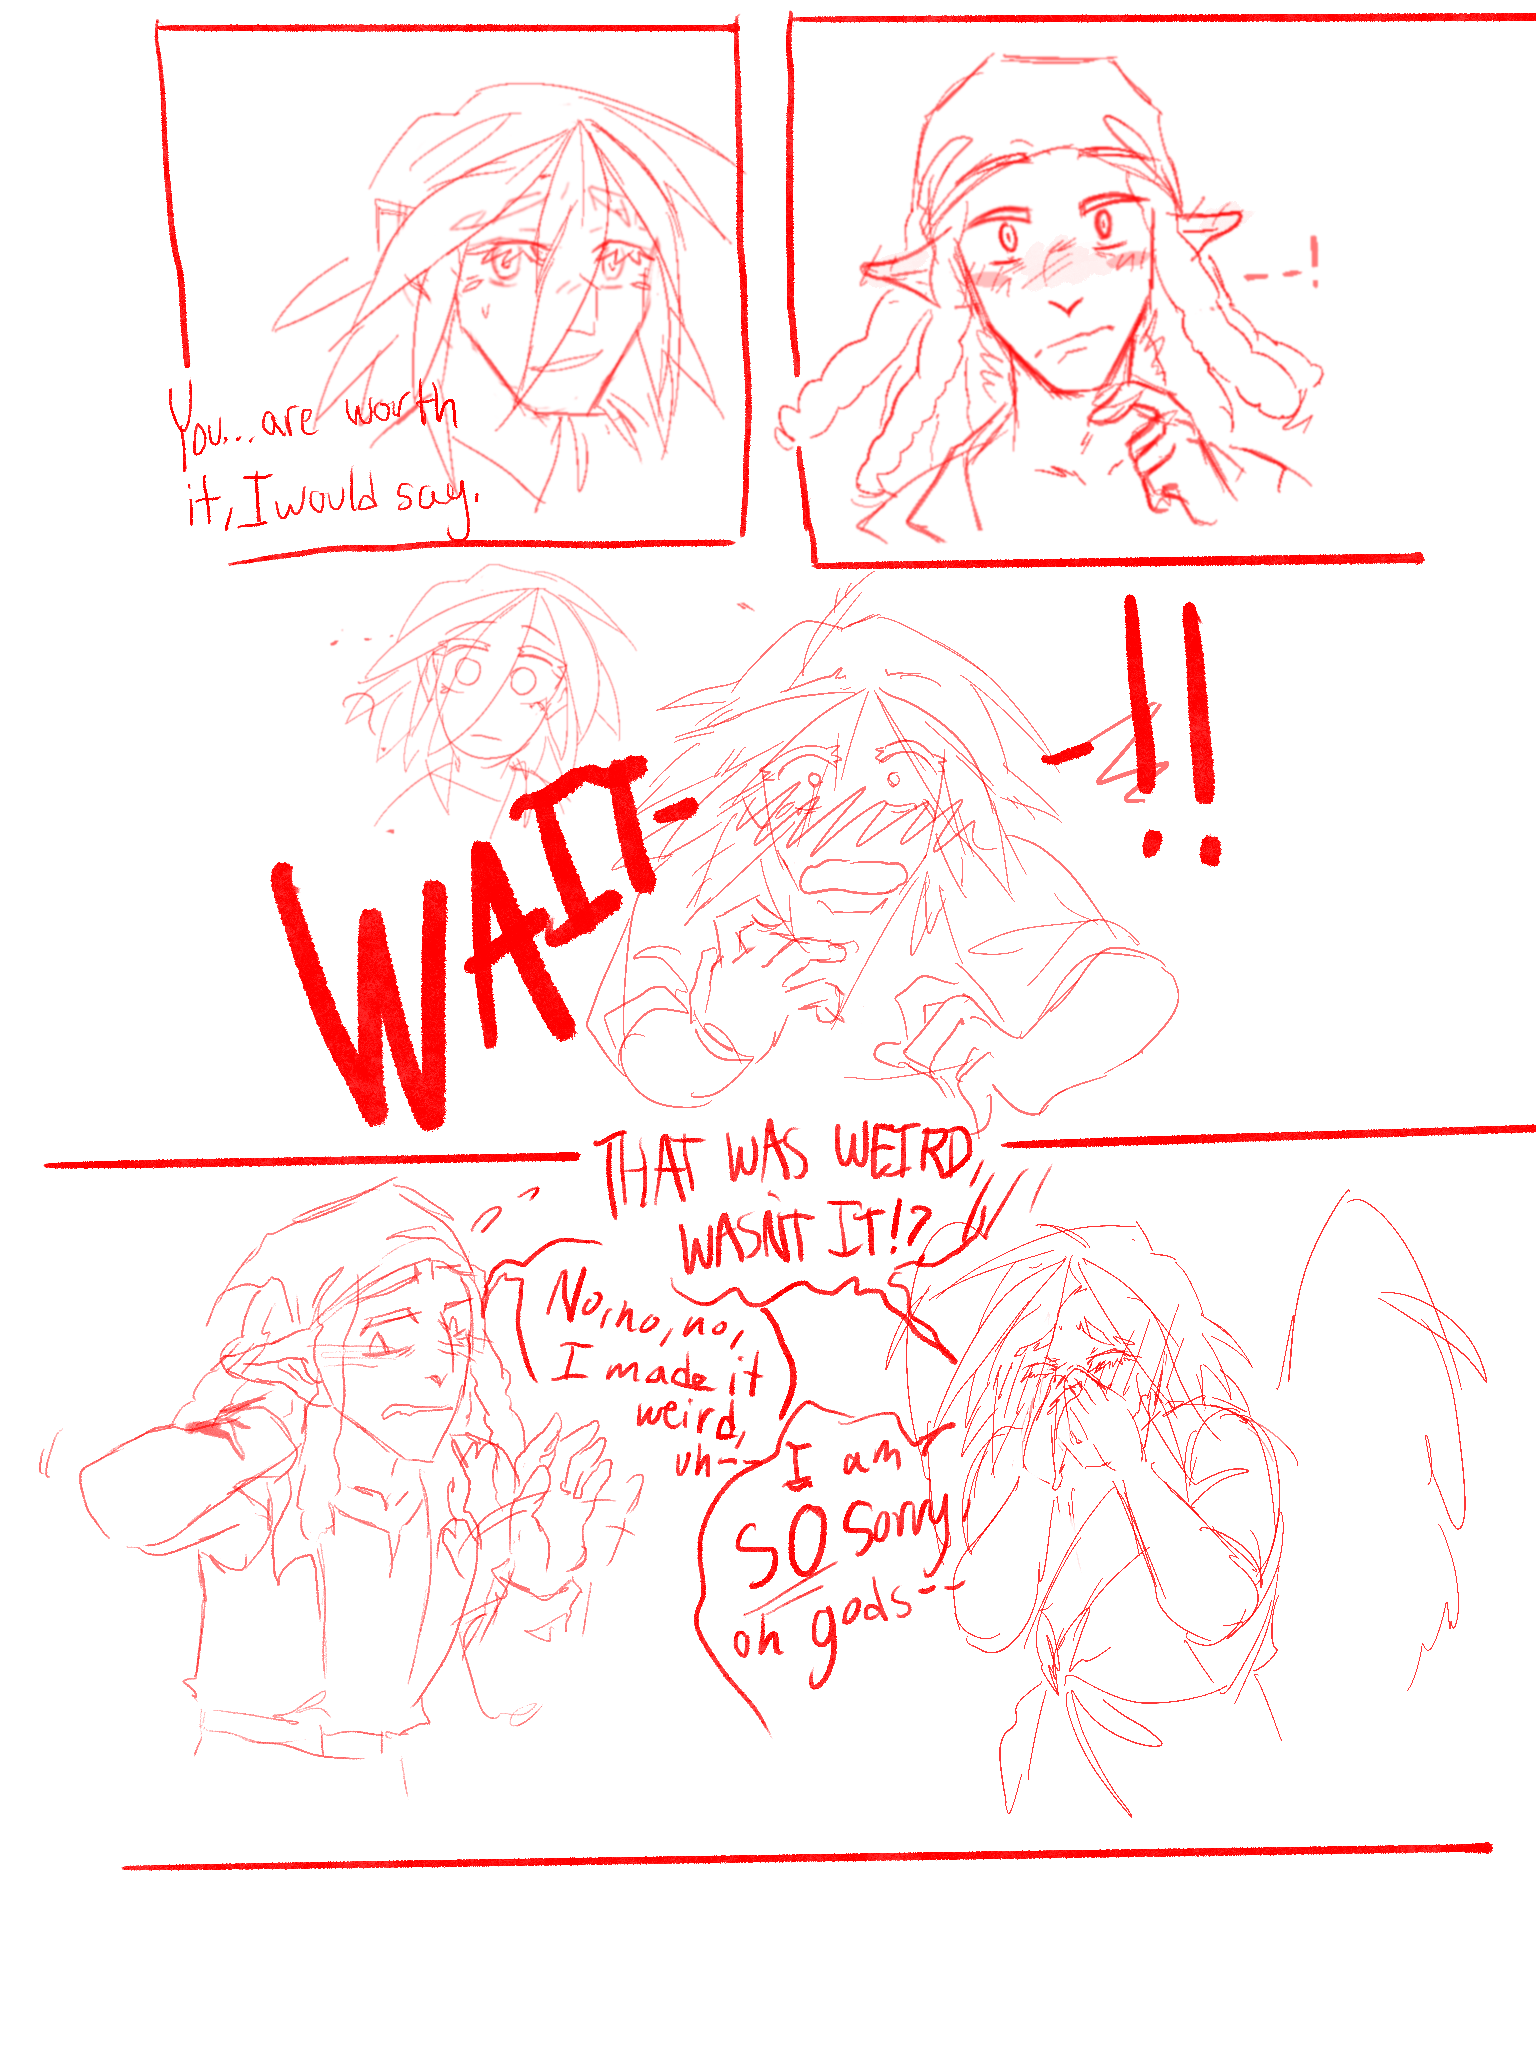 You... are worth
it, I would say.
--!
WAIT-
-!!
THAT WAS WEIRD,
WASN'T IT!?
No, no, no,
I made it
weird,
uh--
I am
SO sorry
oh gods--